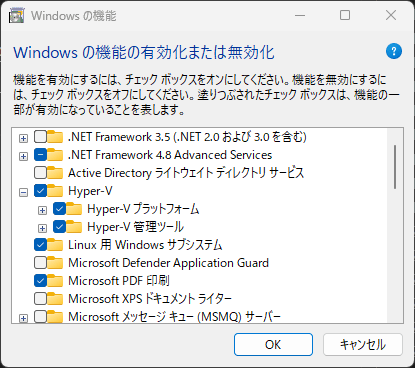 Windows の機能
Windows の機能の有効化または無効化
?
機能を有効にするには、チェック ボックスをオンにしてください。機能を無効にするに
は、チェック ボックスをオフにしてください。塗りつぶされたチェック ボックスは、機能の一
部が有効になっていることを表します。
.NET Framework 3.5 (.NET 2.0 および 3.0 を含む)
.NET Framework 4.8 Advanced Services
Active Directory ライトウェイト ディレクトリ サービス
Hyper-V
Hyper-V プラットフォーム
Hyper-V 管理ツール
Linux 用 Windows サブシステム
Microsoft Defender Application Guard
Microsoft PDF 印刷
Microsoft XPS ドキュメント ライター
Microsoft メッセージ キュー (MSMQ) サーバー
OK
キャンセル